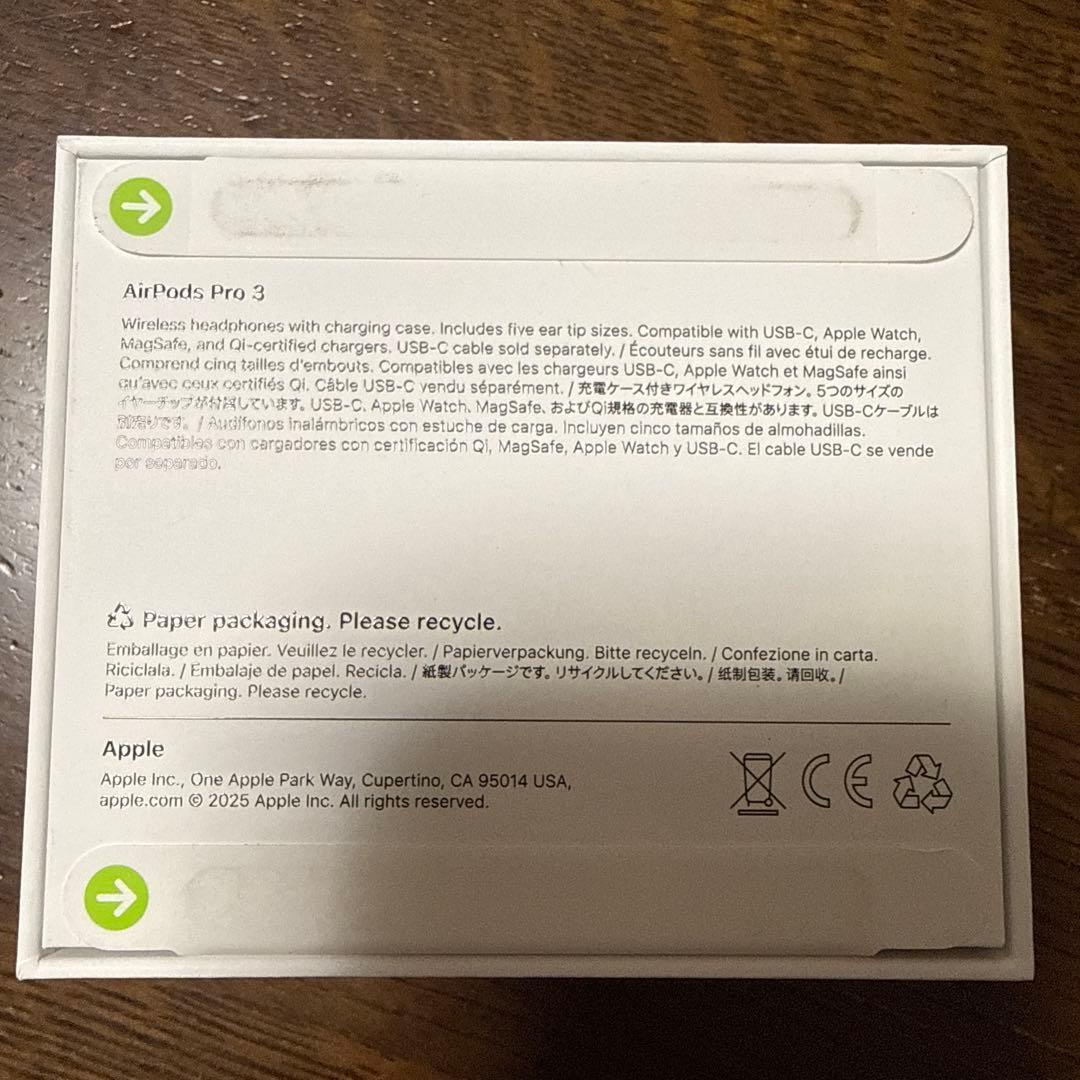 AirPods Pro 3
Wireless headphones with charging case. Includes five ear tip sizes. Compatible with USB-C, Apple Watch,
MagSafe, and Qi-certified chargers. USB-C cable sold separately. / Écouteurs sans fil avec étui de recharge.
Comprend cinq tailles d'embouts. Compatibles avec les chargeurs USB-C, Apple Watch et MagSafe ainsi
qu'avec ceux certifiés Qi. Câble USB-C vendu séparément. / 充電ケース付きワイヤレスヘッドフォン。5つのサイズの
イヤーチップが付属しています。USB-C、Apple Watch、MagSafe、およびQi規格の充電器と互換性があります。USB-Cケーブルは
別売りです。 / Audífonos inalámbricos con estuche de carga. Incluyen cinco tamaños de almohadillas.
Compatibles con cargadores con certificación Qi, MagSafe, Apple Watch y USB-C. El cable USB-C se vende
por separado.
Paper packaging. Please recycle.
Emballage en papier. Veuillez le recycler. / Papierverpackung. Bitte recyceln. / Confezione in carta.
Riciclala. / Embalaje de papel. Recicla. / 紙製パッケージです。リサイクルしてください。 / 纸制包装。请回收。 /
Paper packaging. Please recycle.
Apple
Apple Inc., One Apple Park Way, Cupertino, CA 95014 USA,
apple.com © 2025 Apple Inc. All rights reserved.
CE